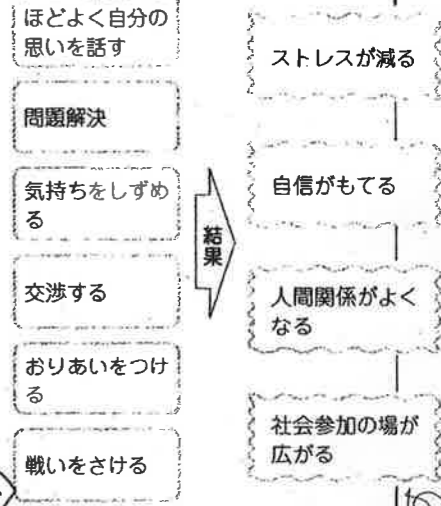 ほどよく自分の
思いを話す
問題解決
気持ちをしずめ
る
交渉する
おりあいをつけ
る
戦いをさける
結果
ストレスが減る
自信がもてる
人間関係がよく
なる
社会参加の場が
広がる